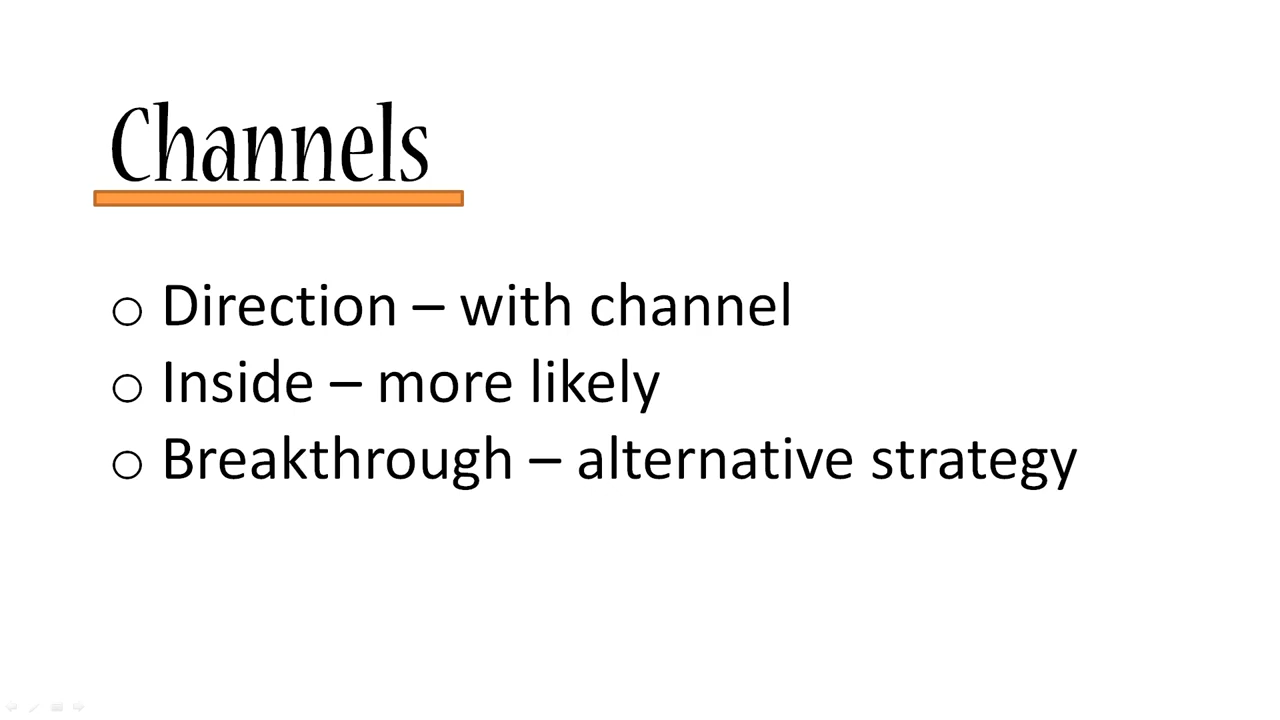 Channels
○ Direction – with channel
○ Inside – more likely
○ Breakthrough – alternative strategy